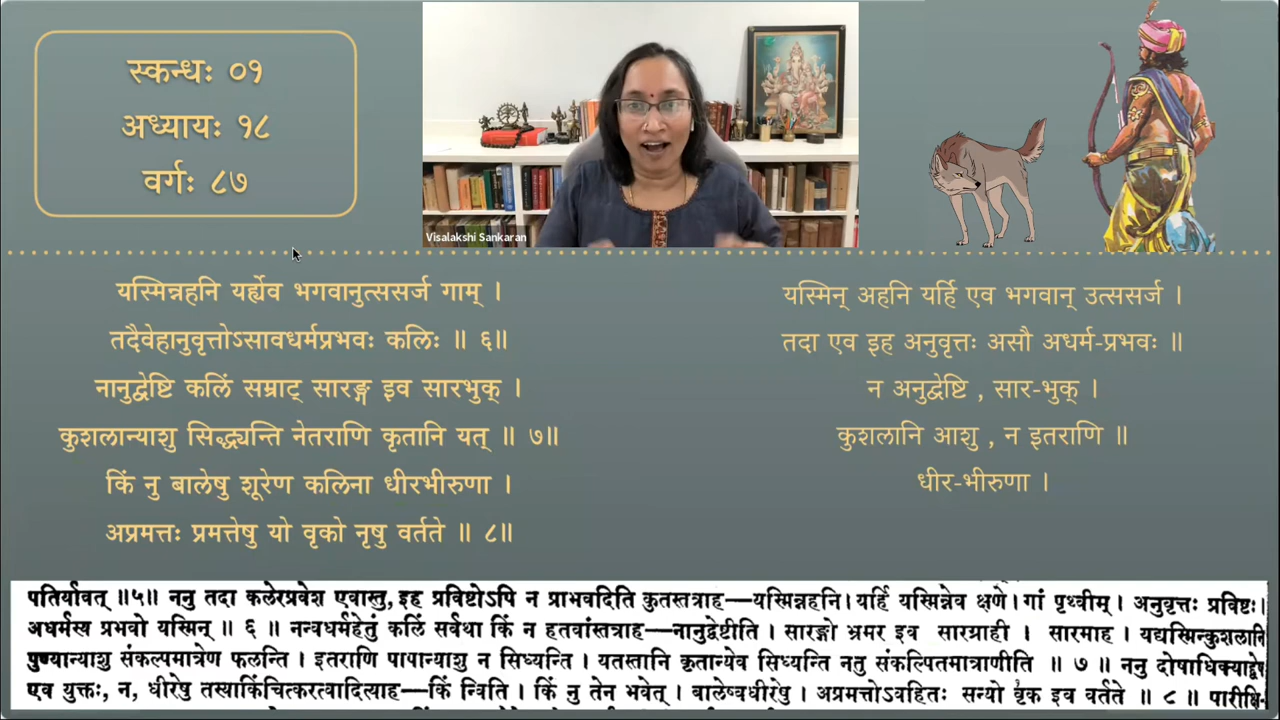 स्कन्धः ०१
अध्यायः १८
वर्गः ८७
Visalakshi Sankaran
यस्मिन्नहनि यर्ह्येव भगवानुत्ससर्ज गाम् ।
तदैवेहानुवृत्तोऽसावधर्मप्रभवः कलिः ॥ ६॥
नानुद्वेष्टि कलिं सम्राट् सारङ्ग इव सारभुक् ।
कुशलान्याशु सिद्ध्यन्ति नेतराणि कृतानि यत् ॥ ७॥
किं नु बालेषु शूरेण कलिना धीरभीरुणा ।
अप्रमत्तः प्रमत्तेषु यो वृको नृषु वर्तते ॥ ८॥
यस्मिन् अहनि यर्हि एव भगवान् उत्ससर्ज ।
तदा एव इह अनुवृत्तः असौ अधर्म-प्रभवः ॥
न अनुद्वेष्टि , सार-भुक् ।
कुशलानि आशु , न इतराणि ॥
धीर-भीरुणा ।
पतिर्यावत् ॥५॥ ननु तदा कलेरप्रवेश एवास्तु, इह प्रविष्टोऽपि न प्राभवदिति कुतस्तत्राह—यस्मिन्नहनि। यर्हि यस्मिन्नेव क्षणे। गां पृथ्वीम्। अनुवृत्तः प्रविष्टः।
अधर्मस्य प्रभवो यस्मिन् ॥ ६ ॥ नन्वधर्महेतुं कलिं सर्वथा किं न हतवांस्तत्राह—नानुद्वेष्टीति । सारङ्गो भ्रमर इव सारग्राही । सारमाह । यद्यस्मिन्कुशलानि
पुण्यान्याशु संकल्पमात्रेण फलन्ति । इतराणि पापान्याशु न सिध्यन्ति । यतस्तानि कृतान्येव सिध्यन्ति नतु संकल्पितमात्राणीति ॥ ७ ॥ ननु दोषाधिक्याद्द्वेष
एव युक्तः, न, धीरेषु तस्याकिंचित्करत्वादित्याह—किं न्विति । किं नु तेन भवेत् । बालेष्वधीरेषु । अप्रमत्तोऽवहितः सन्यो वृक इव वर्तते ॥ ८ ॥ पारीक्षि-